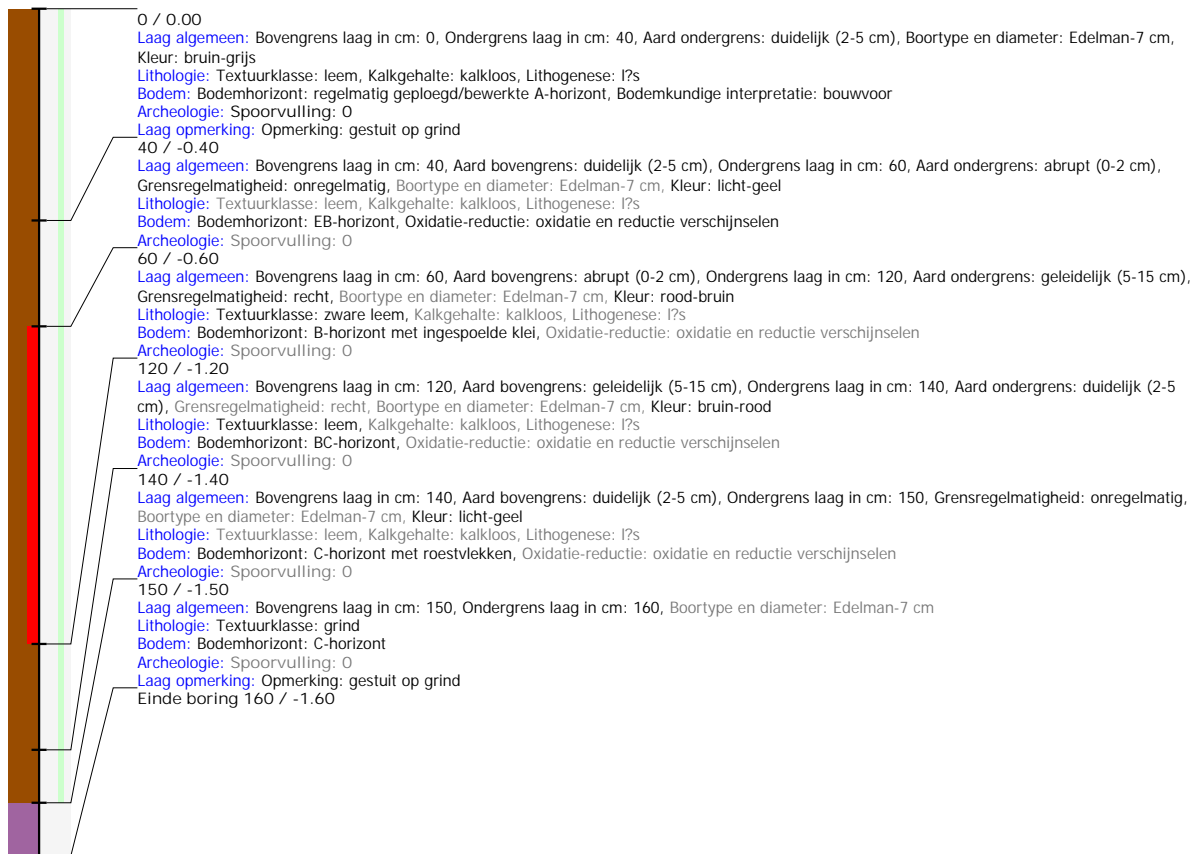 0 / 0.00
Laag algemeen: Bovengrens laag in cm: 0, Ondergrens laag in cm: 40, Aard ondergrens: duidelijk (2-5 cm), Boortype en diameter: Edelman-7 cm,
Kleur: bruin-grijs
Lithologie: Textuurklasse: leem, Kalkgehalte: kalkloos, Lithogenese: l?s
Bodem: Bodemhorizont: regelmatig geploegd/bewerkte A-horizont, Bodemkundige interpretatie: bouwvoor
Archeologie: Spoorvulling: 0
Laag opmerking: Opmerking: gestuit op grind
40 / -0.40
Laag algemeen: Bovengrens laag in cm: 40, Aard bovengrens: duidelijk (2-5 cm), Ondergrens laag in cm: 60, Aard ondergrens: abrupt (0-2 cm),
Grensregelmatigheid: onregelmatig, Boortype en diameter: Edelman-7 cm, Kleur: licht-geel
Lithologie: Textuurklasse: leem, Kalkgehalte: kalkloos, Lithogenese: l?s
Bodem: Bodemhorizont: EB-horizont, Oxidatie-reductie: oxidatie en reductie verschijnselen
Archeologie: Spoorvulling: 0
60 / -0.60
Laag algemeen: Bovengrens laag in cm: 60, Aard bovengrens: abrupt (0-2 cm), Ondergrens laag in cm: 120, Aard ondergrens: geleidelijk (5-15 cm),
Grensregelmatigheid: recht, Boortype en diameter: Edelman-7 cm, Kleur: rood-bruin
Lithologie: Textuurklasse: zware leem, Kalkgehalte: kalkloos, Lithogenese: l?s
Bodem: Bodemhorizont: B-horizont met ingespoelde klei, Oxidatie-reductie: oxidatie en reductie verschijnselen
Archeologie: Spoorvulling: 0
120 / -1.20
Laag algemeen: Bovengrens laag in cm: 120, Aard bovengrens: geleidelijk (5-15 cm), Ondergrens laag in cm: 140, Aard ondergrens: duidelijk (2-5
cm), Grensregelmatigheid: recht, Boortype en diameter: Edelman-7 cm, Kleur: bruin-rood
Lithologie: Textuurklasse: leem, Kalkgehalte: kalkloos, Lithogenese: l?s
Bodem: Bodemhorizont: BC-horizont, Oxidatie-reductie: oxidatie en reductie verschijnselen
Archeologie: Spoorvulling: 0
140 / -1.40
Laag algemeen: Bovengrens laag in cm: 140, Aard bovengrens: duidelijk (2-5 cm), Ondergrens laag in cm: 150, Grensregelmatigheid: onregelmatig,
Boortype en diameter: Edelman-7 cm, Kleur: licht-geel
Lithologie: Textuurklasse: leem, Kalkgehalte: kalkloos, Lithogenese: l?s
Bodem: Bodemhorizont: C-horizont met roestvlekken, Oxidatie-reductie: oxidatie en reductie verschijnselen
Archeologie: Spoorvulling: 0
150 / -1.50
Laag algemeen: Bovengrens laag in cm: 150, Ondergrens laag in cm: 160, Boortype en diameter: Edelman-7 cm
Lithologie: Textuurklasse: grind
Bodem: Bodemhorizont: C-horizont
Archeologie: Spoorvulling: 0
Laag opmerking: Opmerking: gestuit op grind
Einde boring 160 / -1.60